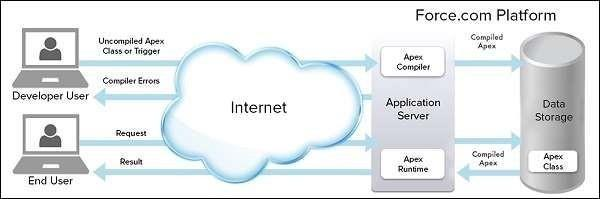 Force.com Platform
Uncompiled Apex
Class or Trigger
Compiled
Apex
Apex
Compiler
Compiler Errors
Developer User
Internet
Application
Server
Data
Storage
Request
Result
Apex
Runtime
Compiled
Apex
Apex
Class
End User